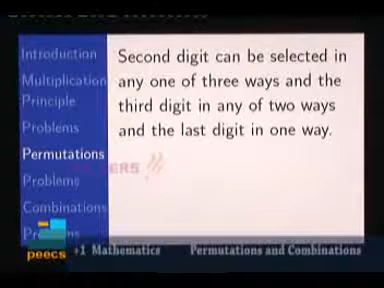 Introduction
Multiplication
Principle
Problems
Permutations
Problems
Combinations
Second digit can be selected in
any one of three ways and the
third digit in any of two ways
and the last digit in one way.
ERS
peecs
+1 Mathematics
Permutations and Combinations